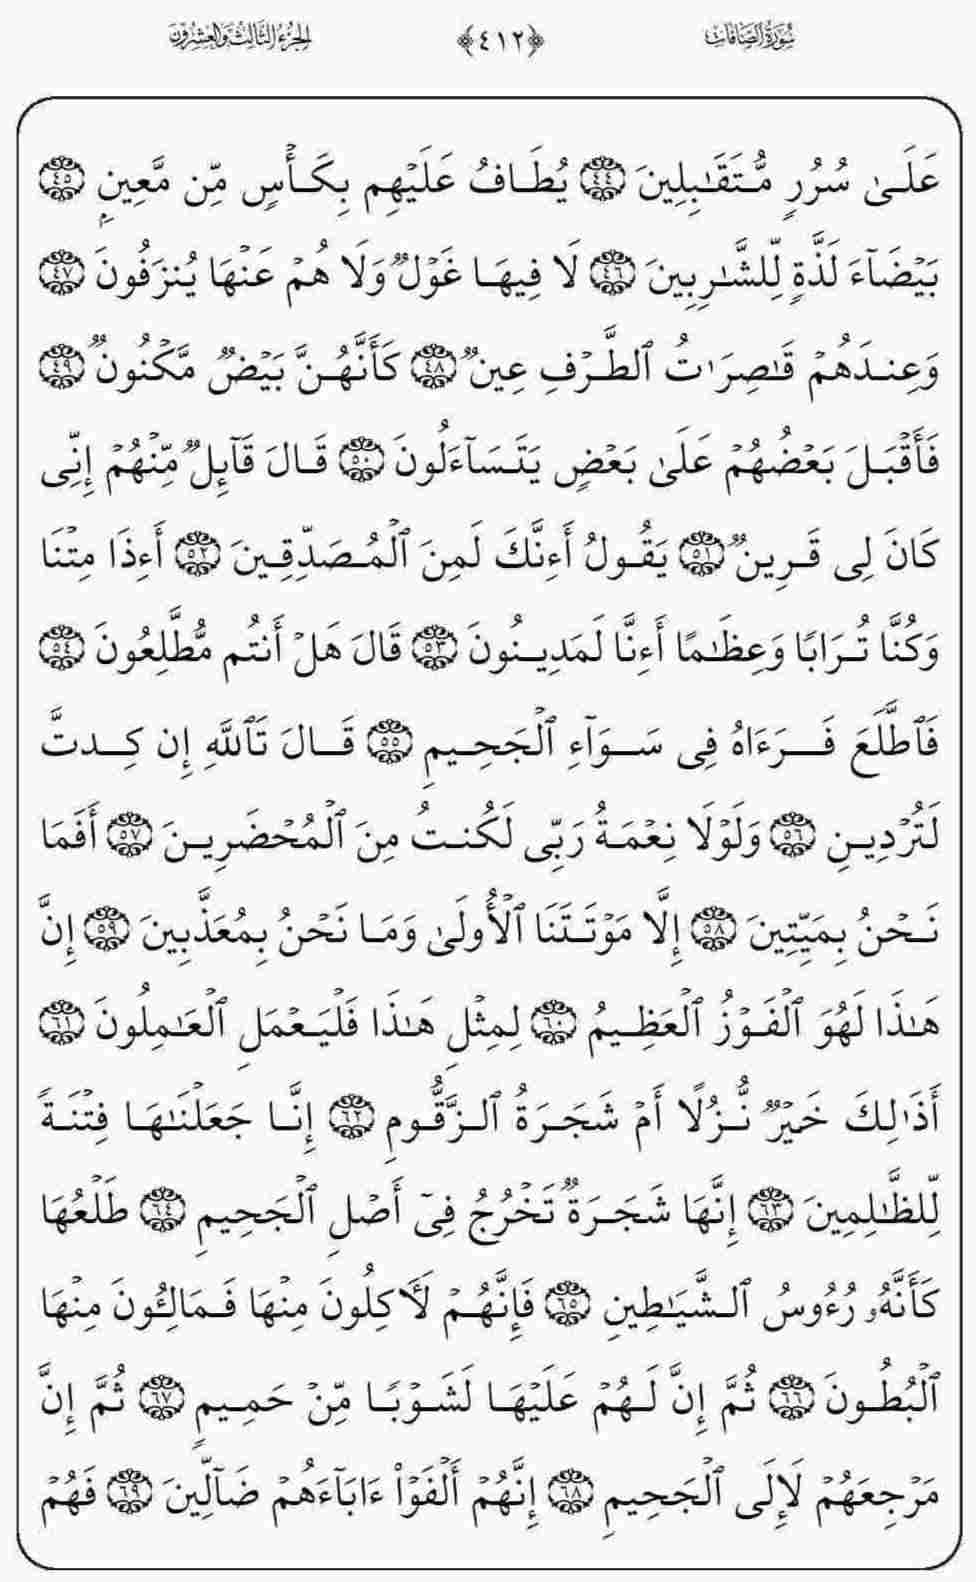 سُورَةُ الصَّافَّاتِ ﴿٤١٢﴾ الجُزْءُ الثَّالِثُ وَالعِشْرُونَ
عَلَىٰ سُرُرٍ مُّتَقَـٰبِلِينَ ٤٤ يُطَافُ عَلَيْهِم بِكَأْسٍ مِّن مَّعِينٍۭ ٤٥
بَيْضَآءَ لَذَّةٍ لِّلشَّـٰرِبِينَ ٤٦ لَا فِيهَا غَوْلٌ وَلَا هُمْ عَنْهَا يُنزَفُونَ ٤٧
وَعِندَهُمْ قَـٰصِرَٰتُ ٱلطَّرْفِ عِينٌ ٤٨ كَأَنَّهُنَّ بَيْضٌ مَّكْنُونٌ ٤٩
فَأَقْبَلَ بَعْضُهُمْ عَلَىٰ بَعْضٍ يَتَسَآءَلُونَ ٥٠ قَالَ قَآئِلٌ مِّنْهُمْ إِنِّى
كَانَ لِى قَرِينٌ ٥١ يَقُولُ أَءِنَّكَ لَمِنَ ٱلْمُصَدِّقِينَ ٥٢ أَءِذَا مِتْنَا
وَكُنَّا تُرَابًا وَعِظَـٰمًا أَءِنَّا لَمَدِينُونَ ٥٣ قَالَ هَلْ أَنتُم مُّطَّلِعُونَ ٥٤
فَٱطَّلَعَ فَرَءَاهُ فِى سَوَآءِ ٱلْجَحِيمِ ٥٥ قَالَ تَٱللَّهِ إِن كِدتَّ
لَتُرْدِينِ ٥٦ وَلَوْلَا نِعْمَةُ رَبِّى لَكُنتُ مِنَ ٱلْمُحْضَرِينَ ٥٧ أَفَمَا
نَحْنُ بِمَيِّتِينَ ٥٨ إِلَّا مَوْتَتَنَا ٱلْأُولَىٰ وَمَا نَحْنُ بِمُعَذَّبِينَ ٥٩ إِنَّ
هَـٰذَا لَهُوَ ٱلْفَوْزُ ٱلْعَظِيمُ ٦٠ لِمِثْلِ هَـٰذَا فَلْيَعْمَلِ ٱلْعَـٰمِلُونَ ٦١
أَذَٰلِكَ خَيْرٌ نُّزُلًا أَمْ شَجَرَةُ ٱلزَّقُّومِ ٦٢ إِنَّا جَعَلْنَـٰهَا فِتْنَةً
لِّلظَّـٰلِمِينَ ٦٣ إِنَّهَا شَجَرَةٌ تَخْرُجُ فِىٓ أَصْلِ ٱلْجَحِيمِ ٦٤ طَلْعُهَا
كَأَنَّهُۥ رُءُوسُ ٱلشَّيَـٰطِينِ ٦٥ فَإِنَّهُمْ لَـَٔاكِلُونَ مِنْهَا فَمَالِـُٔونَ مِنْهَا
ٱلْبُطُونَ ٦٦ ثُمَّ إِنَّ لَهُمْ عَلَيْهَا لَشَوْبًا مِّنْ حَمِيمٍ ٦٧ ثُمَّ إِنَّ
مَرْجِعَهُمْ لَإِلَى ٱلْجَحِيمِ ٦٨ إِنَّهُمْ أَلْفَوْا۟ ءَابَآءَهُمْ ضَآلِّينَ ٦٩ فَهُمْ